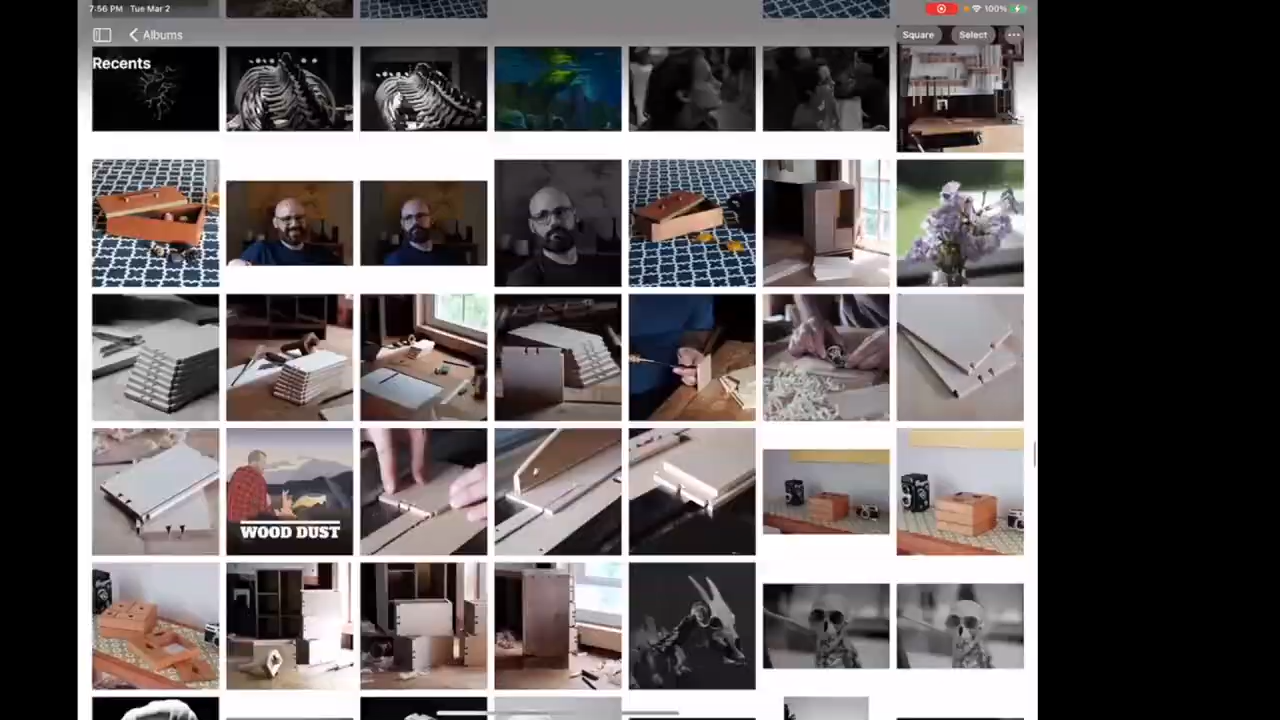 7:56 PM Tue Mar 2
100%
Albums
Square
Select
Recents
WOOD DUST